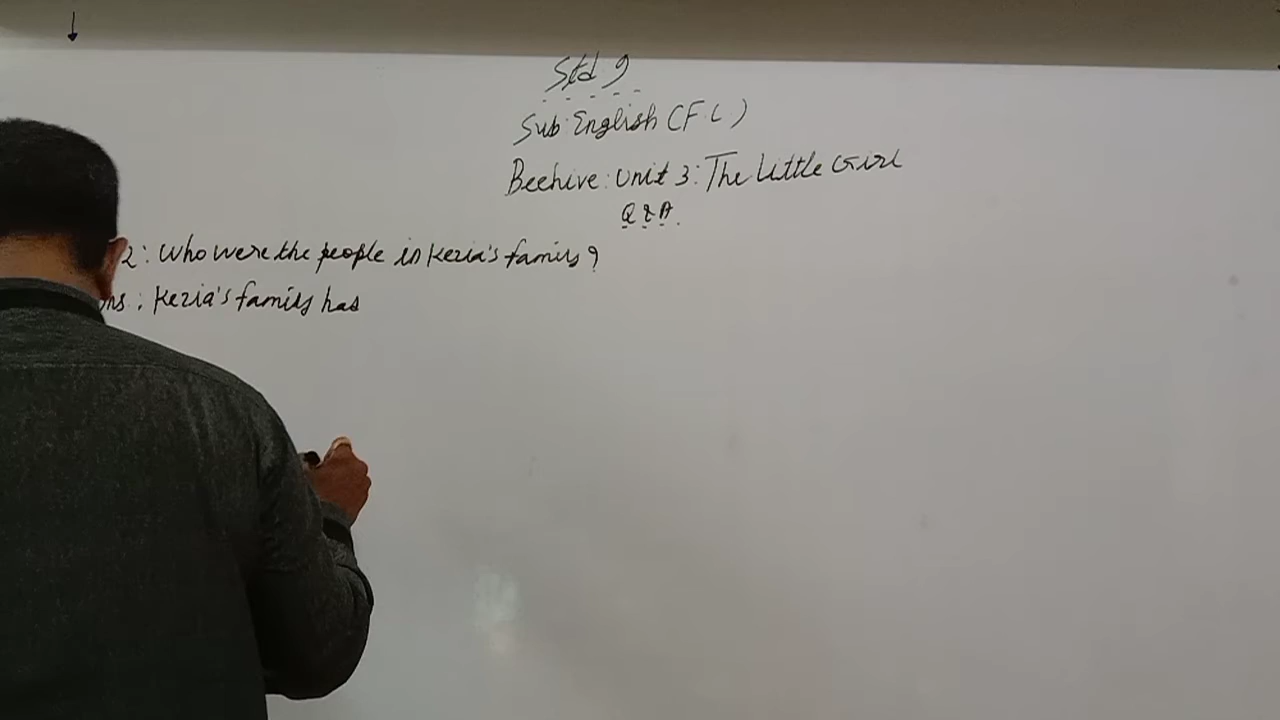 Std 9
Sub: English (F.L)
Beehive: Unit 3: The Little Girl
Q & A.
2: Who were the people in Kezia's family?
ns: Kezia's family has